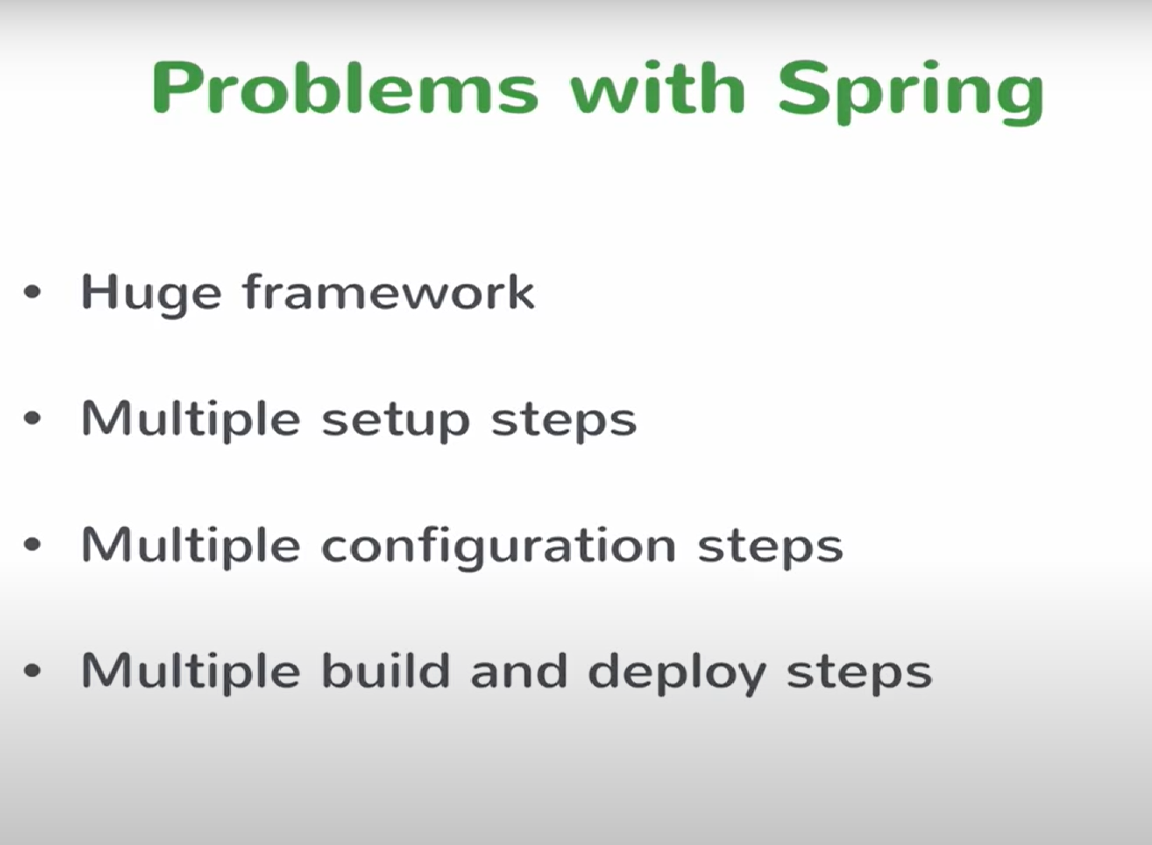 Problems with Spring
• Huge framework
• Multiple setup steps
• Multiple configuration steps
• Multiple build and deploy steps